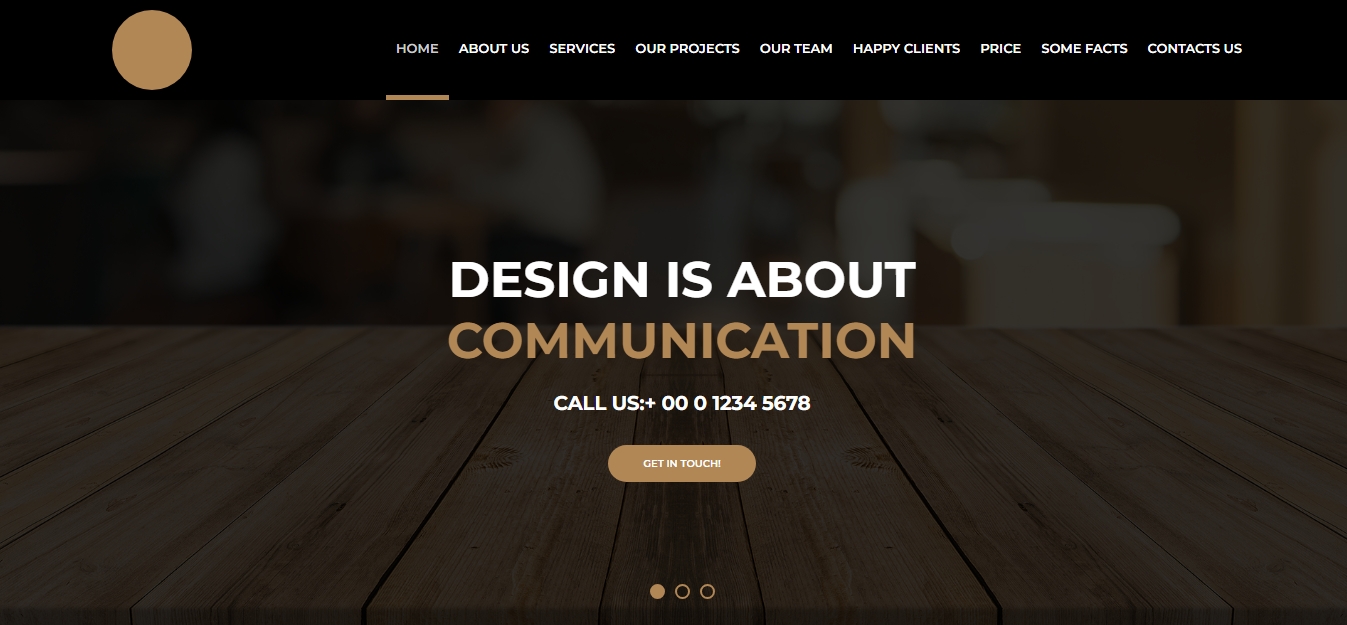 HOME ABOUT US SERVICES OUR PROJECTS OUR TEAM HAPPY CLIENTS PRICE SOME FACTS CONTACTS US
DESIGN IS ABOUT
COMMUNICATION
CALL US:+ 00 0 1234 5678
GET IN TOUCH!